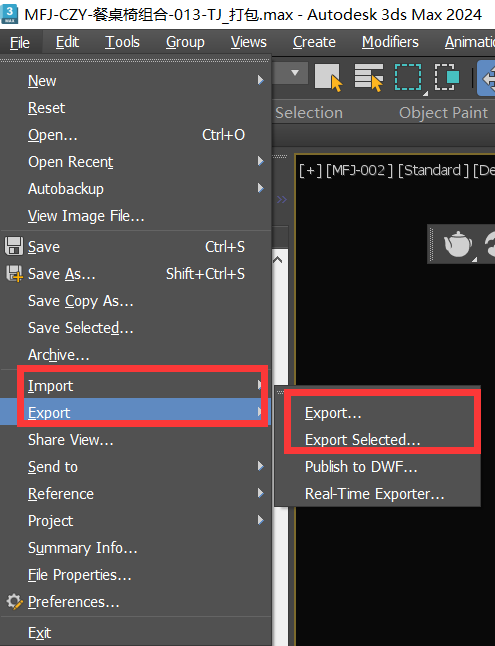 3 MAX MFJ-CZY-餐桌椅组合-013-TJ_打包.max - Autodesk 3ds Max 2024
File Edit Tools Group Views Create Modifiers
Selection Object Paint
[+] [MFJ-002] [Standard]
New
Reset
Open... Ctrl+O
Open Recent
Autobackup
View Image File...
Save Ctrl+S
Save As... Shift+Ctrl+S
Save Copy As...
Save Selected...
Archive...
Import
Export
Share View...
Send to
Reference
Project
Summary Info...
File Properties...
Preferences...
Exit
Export...
Export Selected...
Publish to DWF...
Real-Time Exporter...